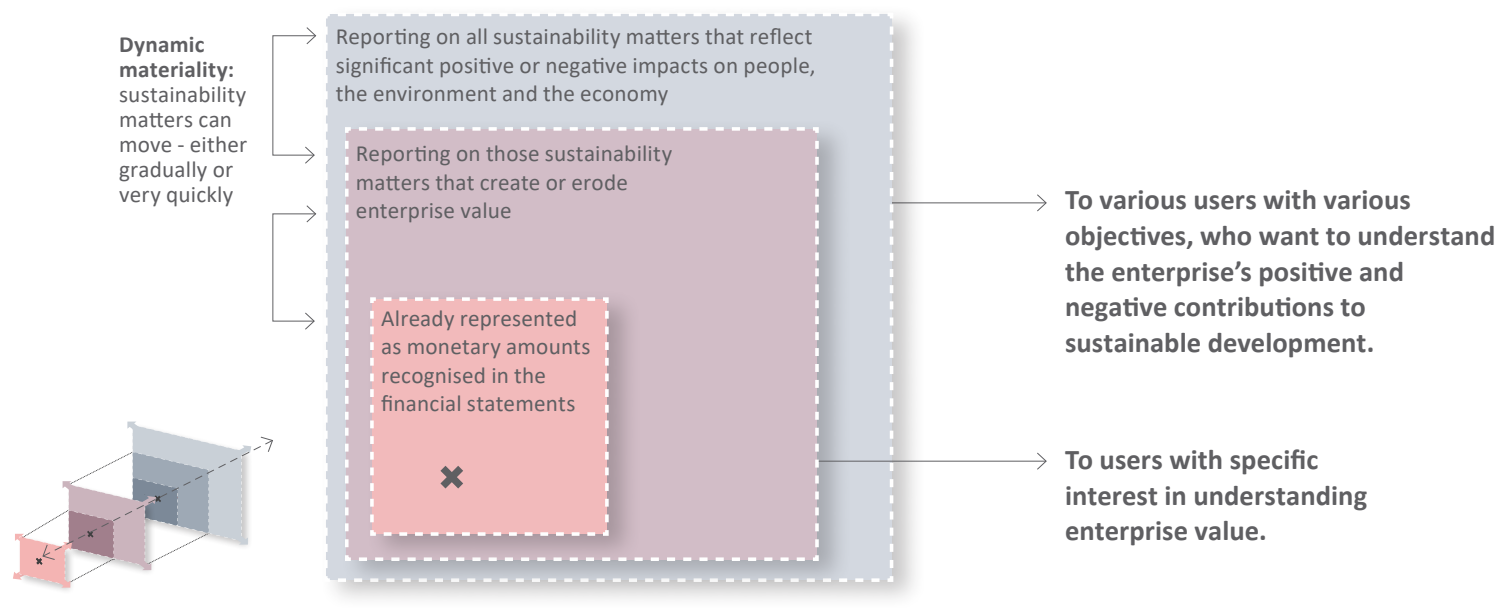 Dynamic
materiality:
sustainability
matters can
move - either
gradually or
very quickly
Reporting on all sustainability matters that reflect
significant positive or negative impacts on people,
the environment and the economy
Reporting on those sustainability
matters that create or erode
enterprise value
Already represented
as monetary amounts
recognised in the
financial statements
To various users with various
objectives, who want to understand
the enterprise’s positive and
negative contributions to
sustainable development.
To users with specific
interest in understanding
enterprise value.